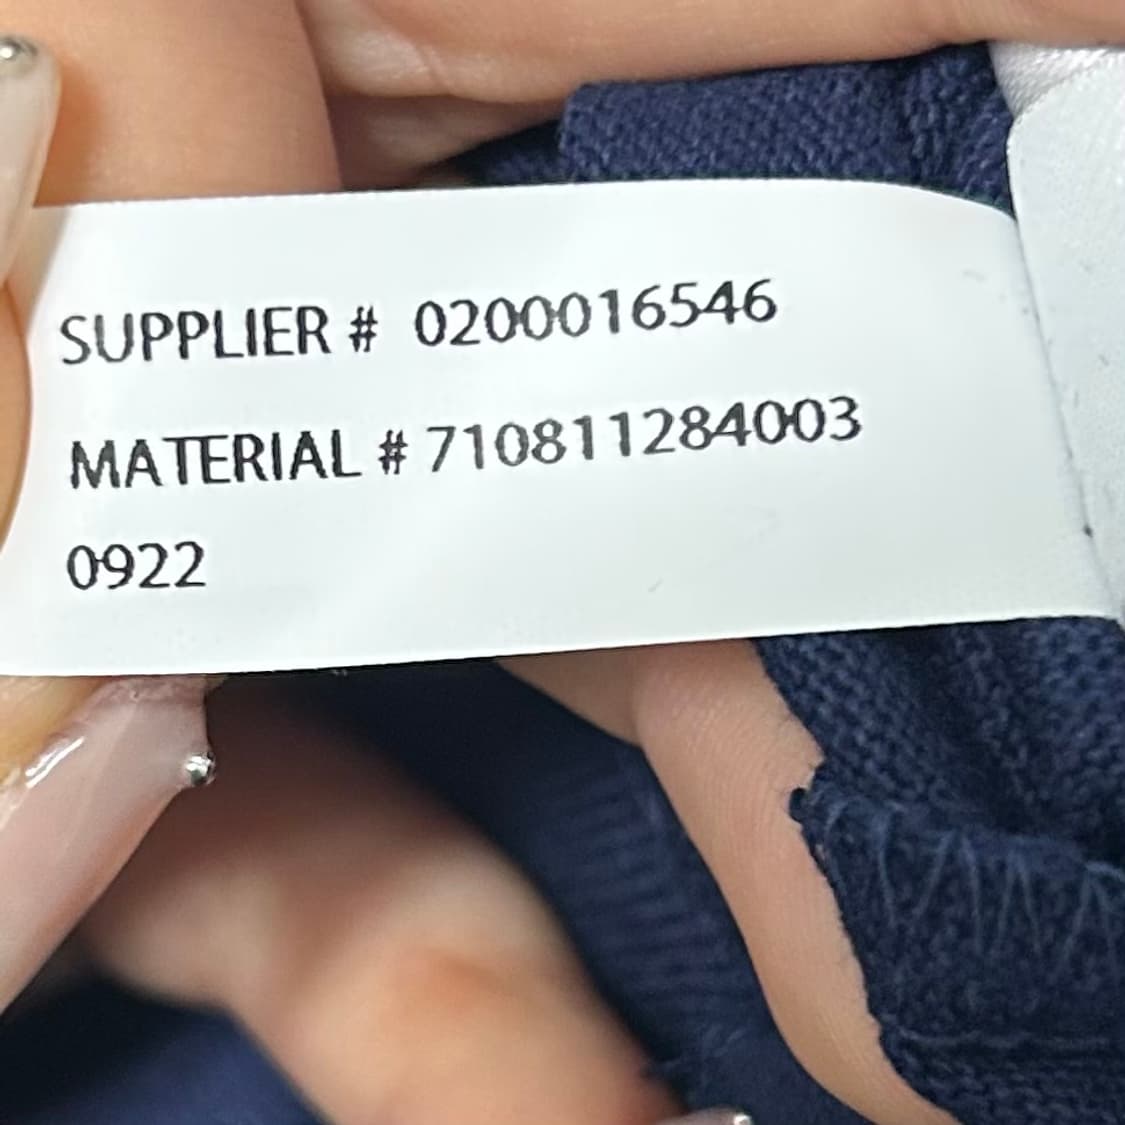 SUPPLIER # 0200016546
MATERIAL # 710811284003
0922